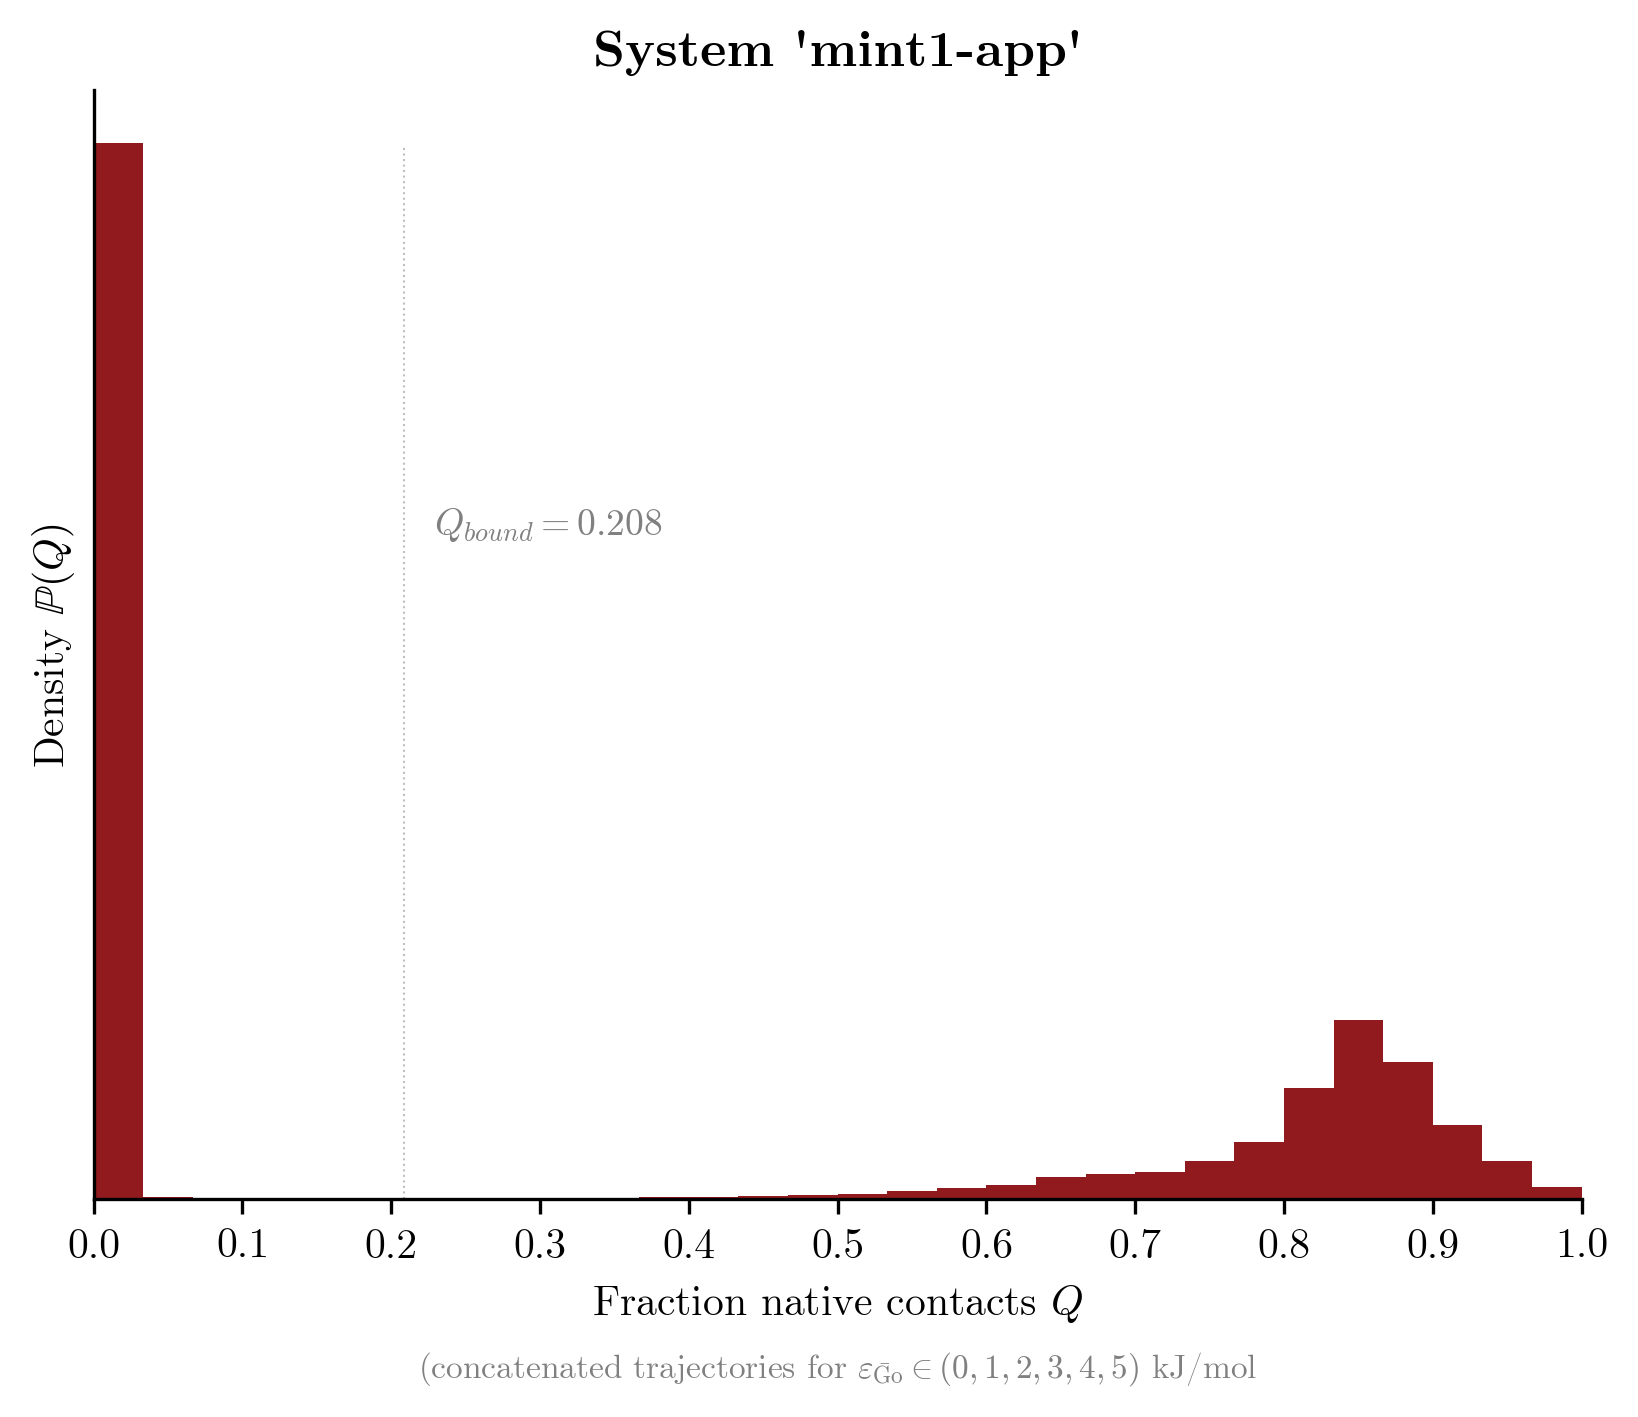 System 'mint1-app'
Density ℙ(Q)
Q_bound = 0.208
0.0 0.1 0.2 0.3 0.4 0.5 0.6 0.7 0.8 0.9 1.0
Fraction native contacts Q
(concatenated trajectories for ε_Ḡo ∈ (0, 1, 2, 3, 4, 5) kJ/mol